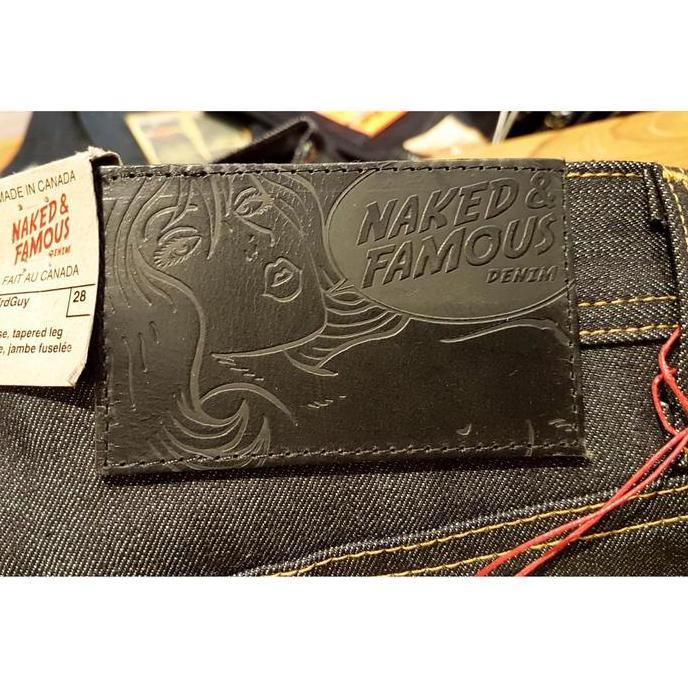 MADE IN CANADA
NAKED &
FAMOUS
DENIM
FAIT AU CANADA
rdGuy
28
se, tapered leg
e, jambe fuselée
NAKED &
FAMOUS
DENIM